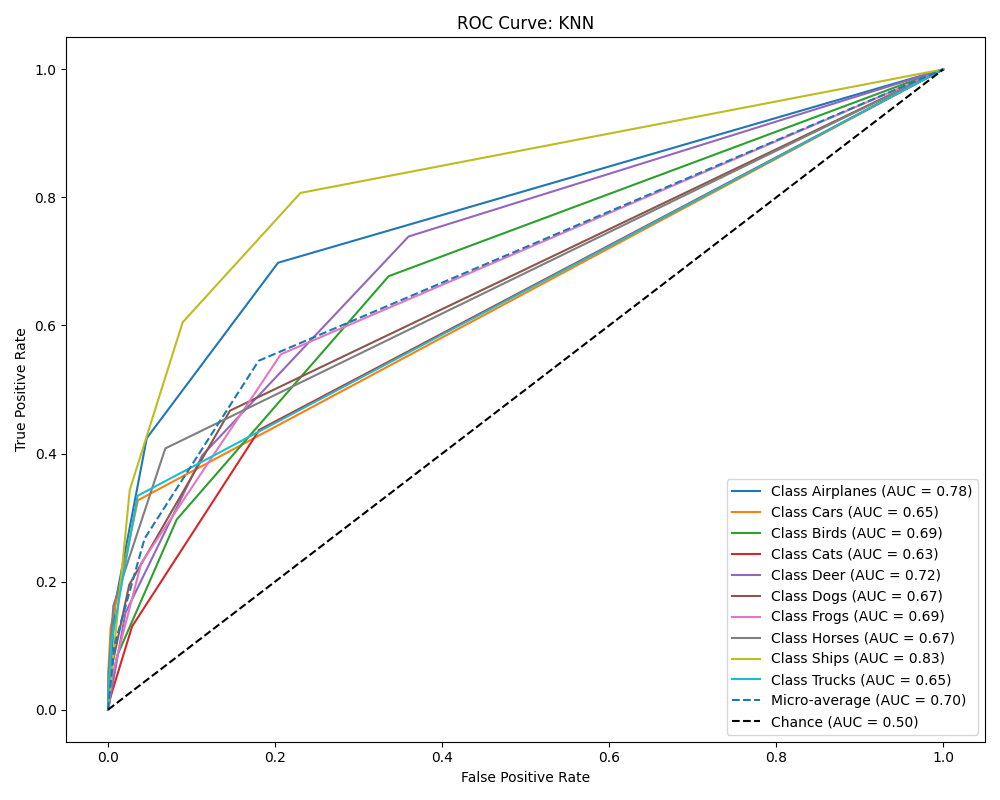 ROC Curve: KNN
1.0
0.8
0.6
0.4
0.2
0.0
True Positive Rate
Class Airplanes (AUC = 0.78)
Class Cars (AUC = 0.65)
Class Birds (AUC = 0.69)
Class Cats (AUC = 0.63)
Class Deer (AUC = 0.72)
Class Dogs (AUC = 0.67)
Class Frogs (AUC = 0.69)
Class Horses (AUC = 0.67)
Class Ships (AUC = 0.83)
Class Trucks (AUC = 0.65)
Micro-average (AUC = 0.70)
Chance (AUC = 0.50)
0.0 0.2 0.4 0.6 0.8 1.0
False Positive Rate